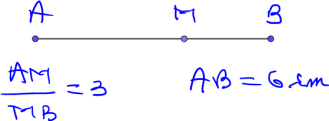 A M B
AM/MB = 3
AB = 6 cm